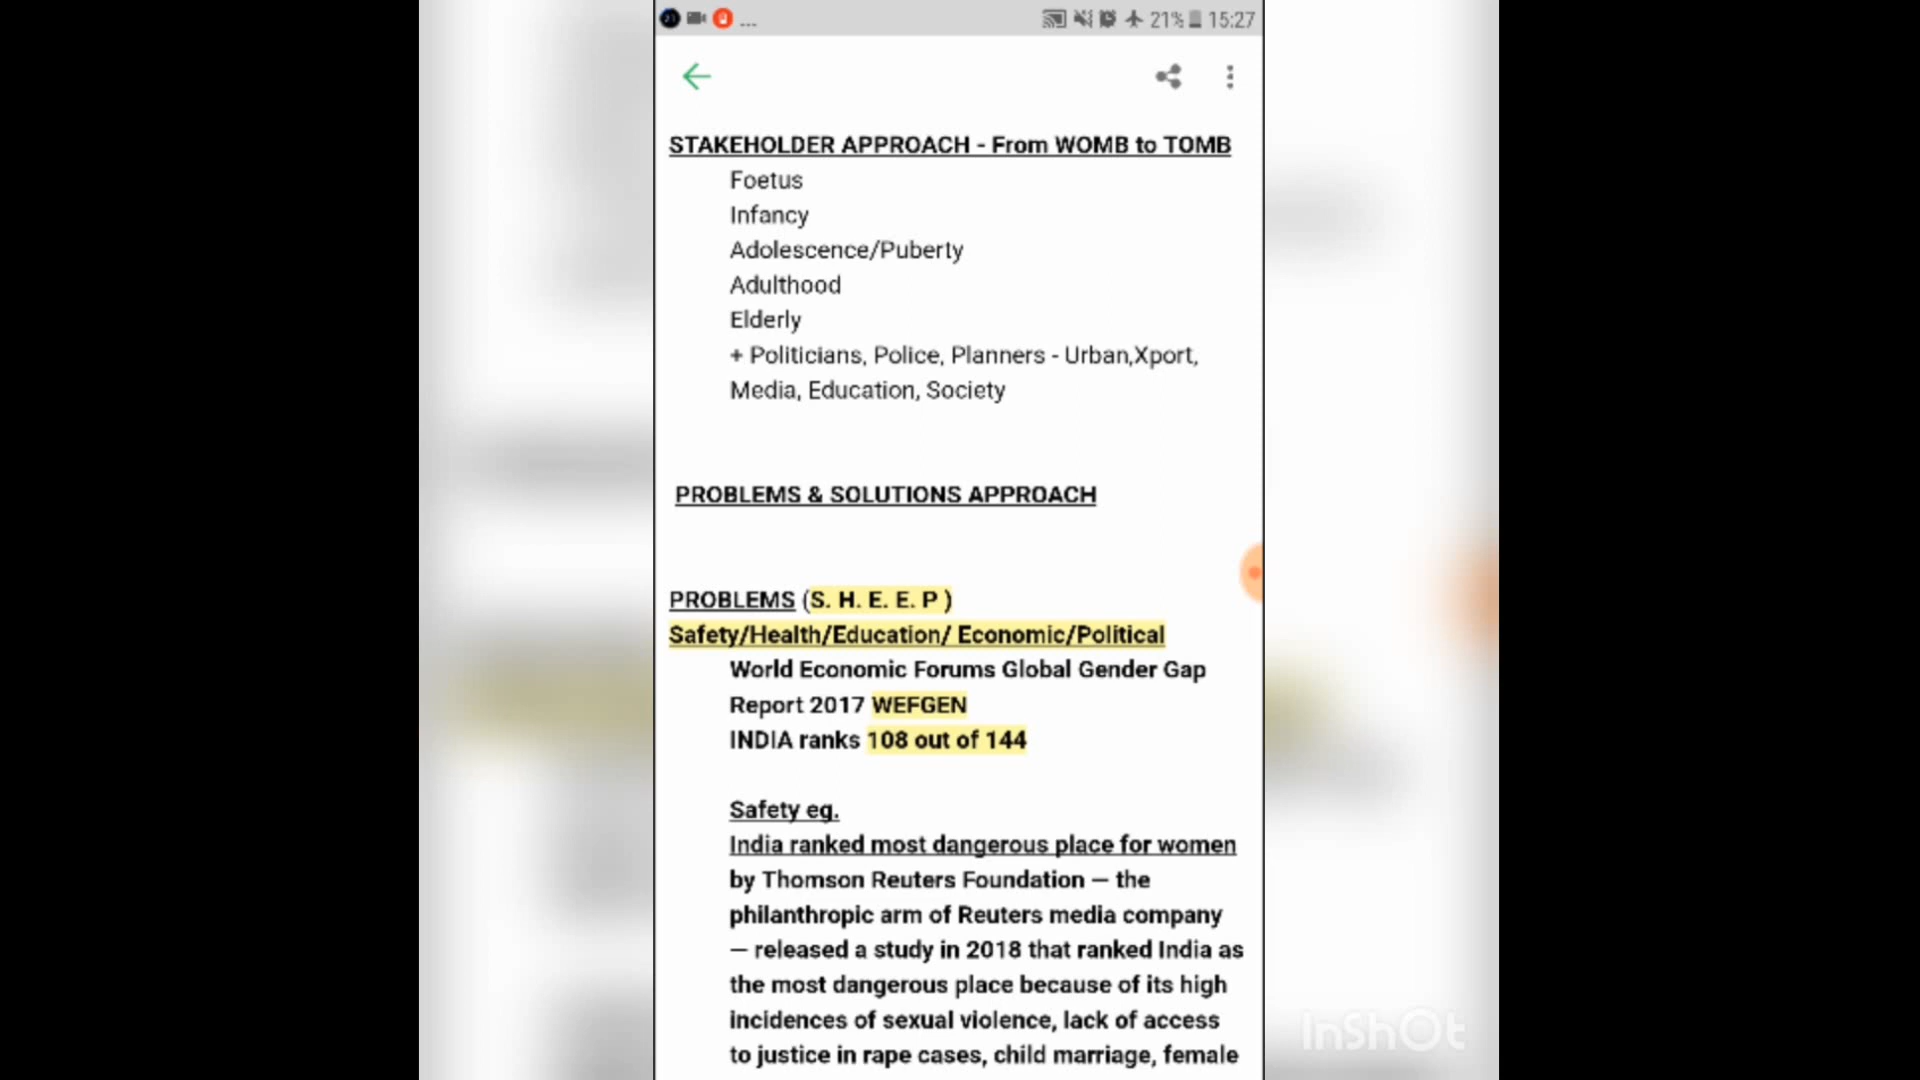 ... 21% 15:27
STAKEHOLDER APPROACH - From WOMB to TOMB
Foetus
Infancy
Adolescence/Puberty
Adulthood
Elderly
+ Politicians, Police, Planners - Urban,Xport,
Media, Education, Society
PROBLEMS & SOLUTIONS APPROACH
PROBLEMS (S. H. E. E. P )
Safety/Health/Education/ Economic/Political
World Economic Forums Global Gender Gap
Report 2017 WEFGEN
INDIA ranks 108 out of 144
Safety eg.
India ranked most dangerous place for women
by Thomson Reuters Foundation — the
philanthropic arm of Reuters media company
— released a study in 2018 that ranked India as
the most dangerous place because of its high
incidences of sexual violence, lack of access
to justice in rape cases, child marriage, female
InShOt